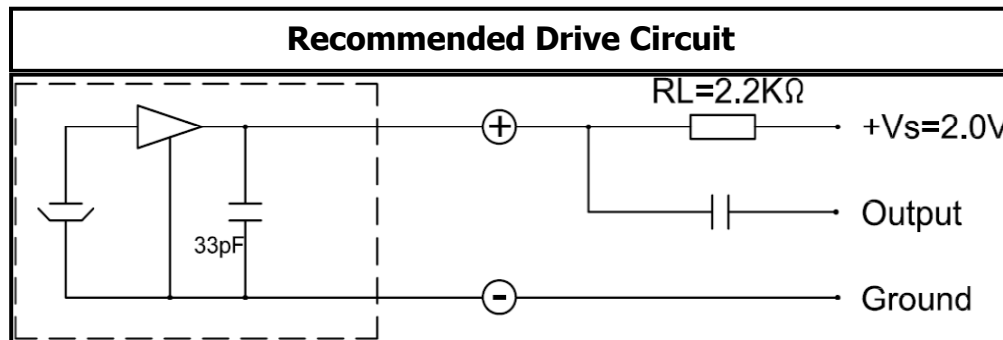 Recommended Drive Circuit
RL=2.2KΩ
+
+Vs=2.0V
Output
33pF
-
Ground